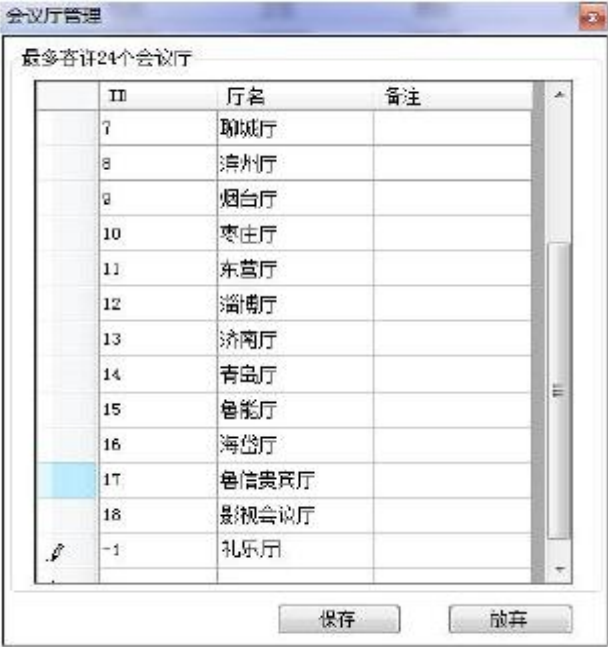 会议厅管理
最多容许24个会议厅
ID 厅名 备注
7 聊城厅
8 滨州厅
9 烟台厅
10 枣庄厅
11 东营厅
12 淄博厅
13 济南厅
14 青岛厅
15 鲁能厅
16 海岱厅
17 鲁信贵宾厅
18 影视会议厅
-1 礼乐厅
保存 放弃